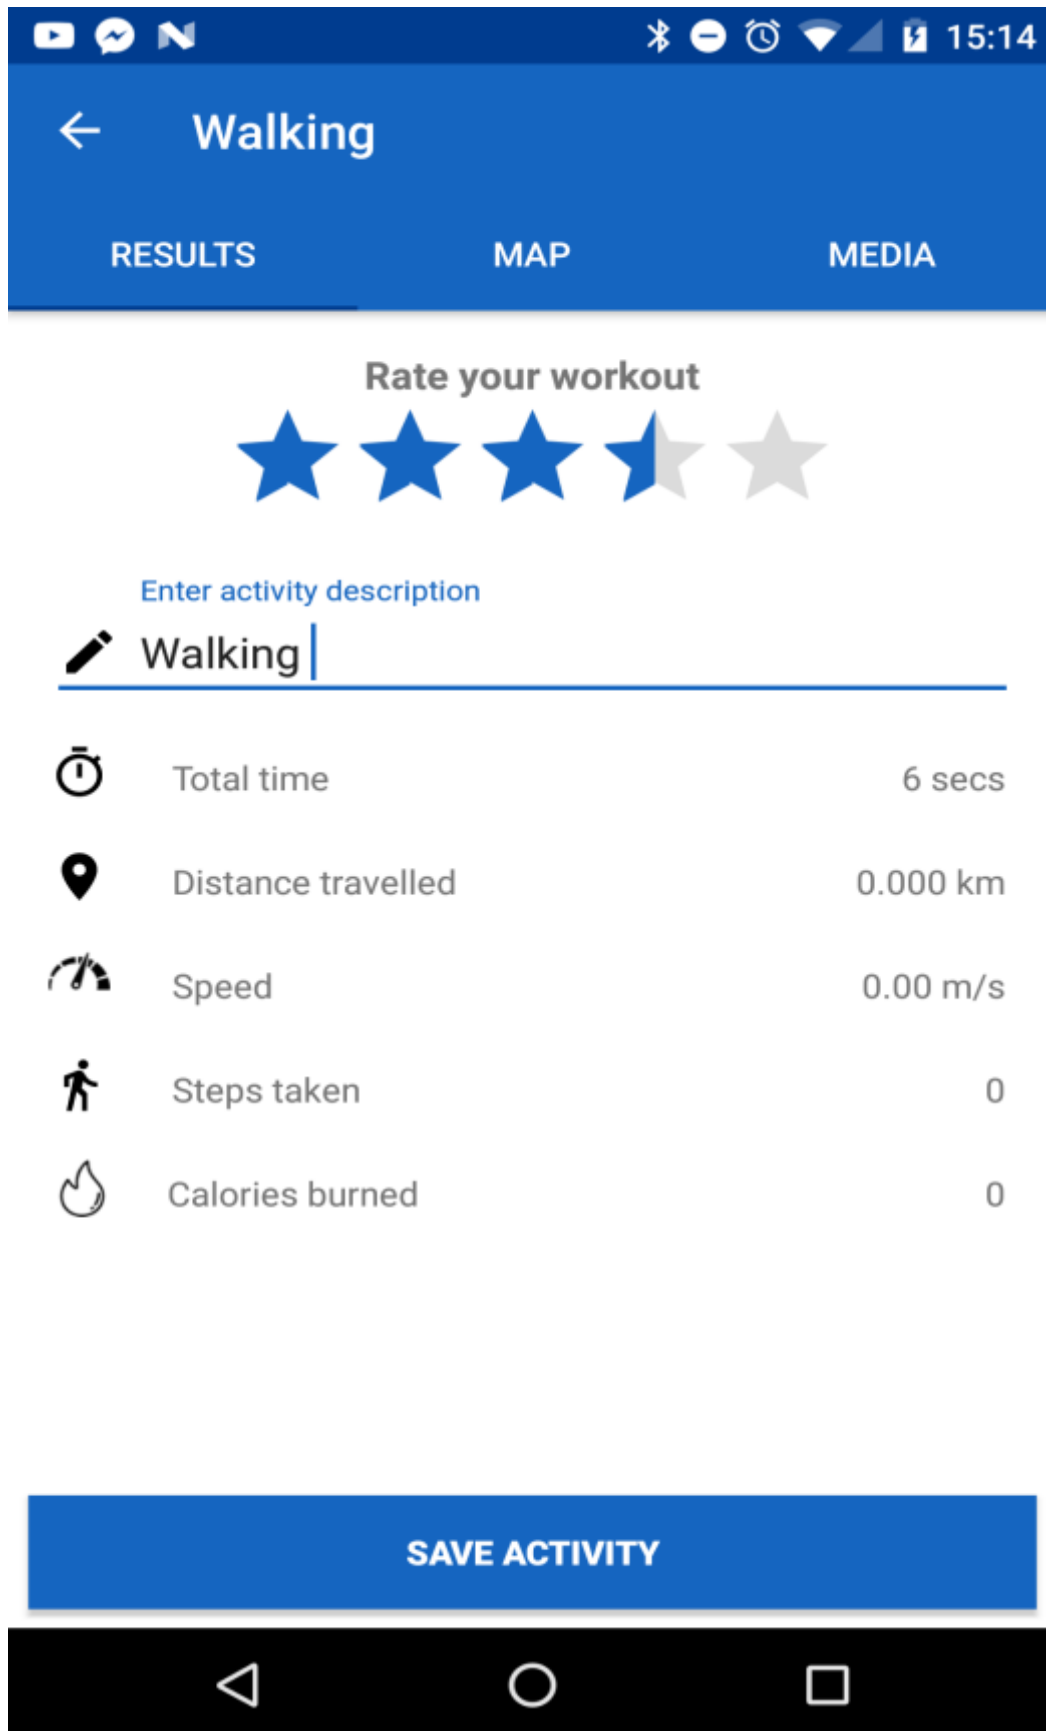 15:14
Walking
RESULTS MAP MEDIA
Rate your workout
Enter activity description
Walking
Total time 6 secs
Distance travelled 0.000 km
Speed 0.00 m/s
Steps taken 0
Calories burned 0
SAVE ACTIVITY